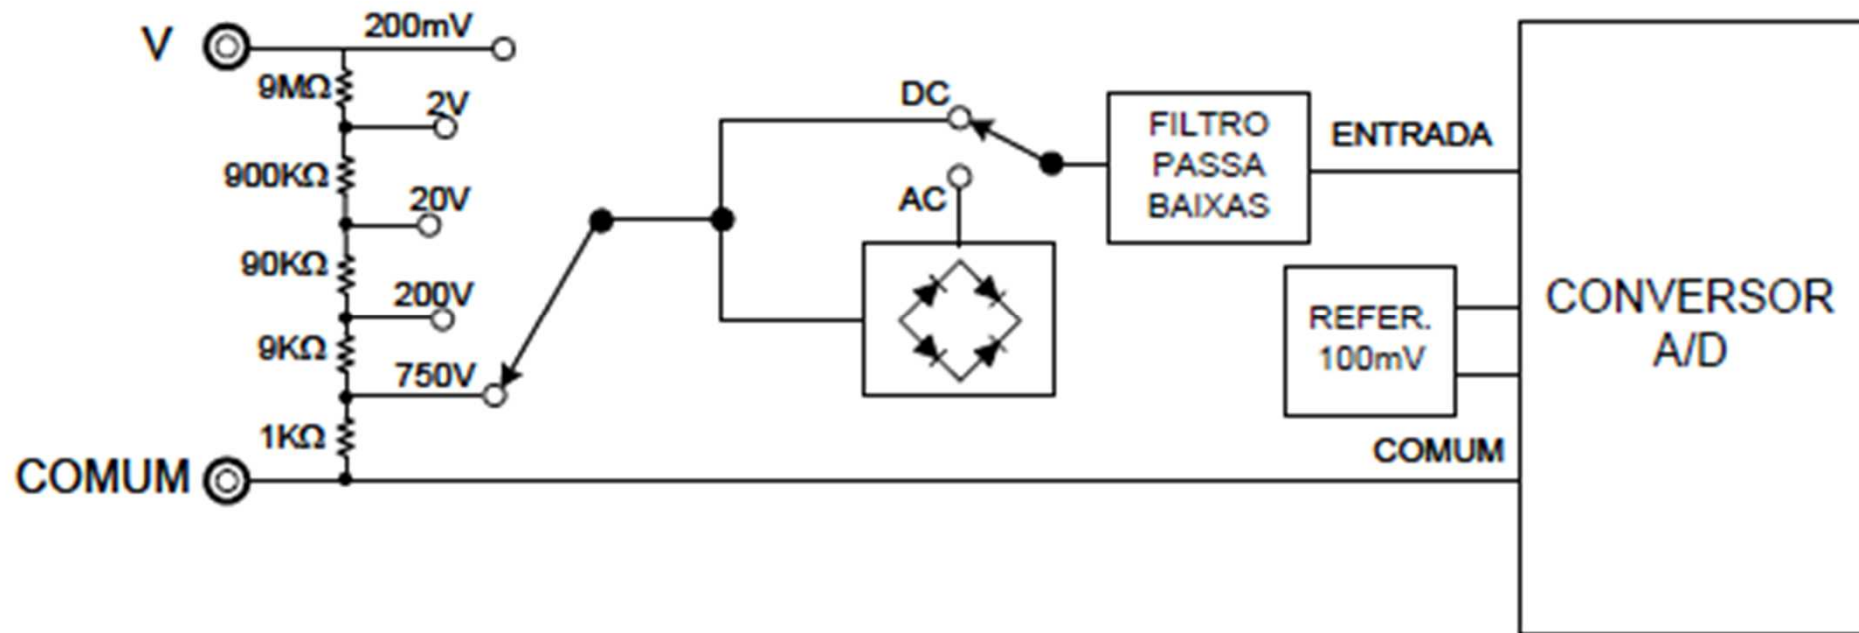 V
200mV
9MΩ
2V
900KΩ
20V
90KΩ
200V
9KΩ
750V
1KΩ
COMUM
DC
AC
FILTRO
PASSA
BAIXAS
ENTRADA
REFER.
100mV
COMUM
CONVERSOR
A/D